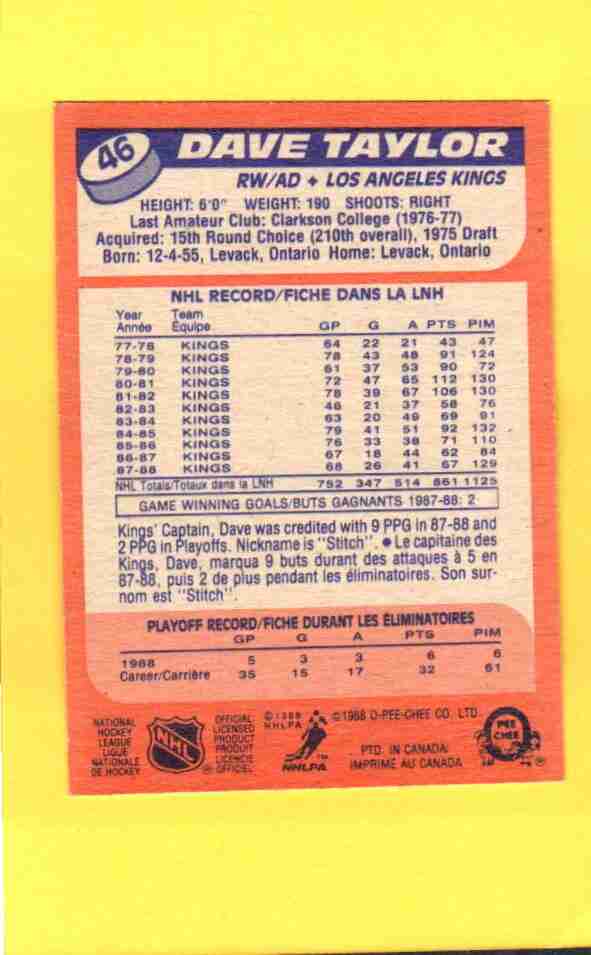 46 DAVE TAYLOR
RW/AD • LOS ANGELES KINGS
HEIGHT: 6'0" WEIGHT: 190 SHOOTS: RIGHT
Last Amateur Club: Clarkson College (1976-77)
Acquired: 15th Round Choice (210th overall), 1975 Draft
Born: 12-4-55, Levack, Ontario Home: Levack, Ontario
NHL RECORD/FICHE DANS LA LNH
Year Team
Année Équipe GP G A PTS PIM
77-78 KINGS 64 22 21 43 47
78-79 KINGS 78 43 48 91 124
79-80 KINGS 61 37 53 90 72
80-81 KINGS 72 47 65 112 130
81-82 KINGS 78 39 67 106 130
82-83 KINGS 46 21 37 58 76
83-84 KINGS 63 20 49 69 91
84-85 KINGS 79 41 51 92 132
85-86 KINGS 76 33 38 71 110
86-87 KINGS 67 18 44 62 84
87-88 KINGS 68 26 41 67 129
NHL Totals/Totaux dans la LNH 752 347 514 861 1125
GAME WINNING GOALS/BUTS GAGNANTS 1987-88: 2
Kings' Captain, Dave was credited with 9 PPG in 87-88 and
2 PPG in Playoffs. Nickname is "Stitch". • Le capitaine des
Kings, Dave, marqua 9 buts durant des attaques à 5 en
87-88, puis 2 de plus pendant les éliminatoires. Son sur-
nom est "Stitch".
PLAYOFF RECORD/FICHE DURANT LES ÉLIMINATOIRES
GP G A PTS PIM
1988 5 3 3 6 6
Career/Carrière 35 15 17 32 61
NATIONAL
HOCKEY
LEAGUE
LIGUE
NATIONALE
DE HOCKEY
NHL
OFFICIAL
LICENSED
PRODUCT
PRODUIT
LICENCIÉ
OFFICIEL
®
© 1988
NHLPA
NHLPA
™
© 1988 O-PEE-CHEE CO. LTD.
PTD. IN CANADA
IMPRIMÉ AU CANADA
O
PEE
CHEE